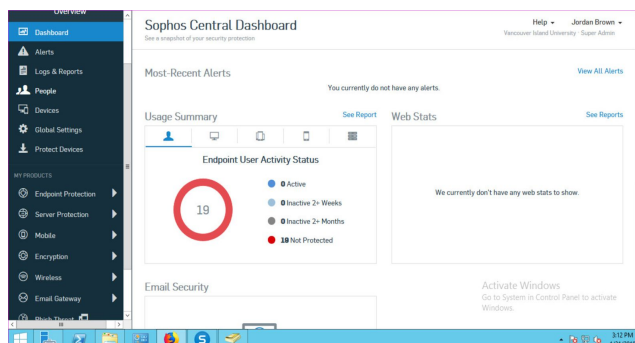 Overview
Dashboard
Alerts
Logs & Reports
People
Devices
Global Settings
Protect Devices
MY PRODUCTS
Endpoint Protection
Server Protection
Mobile
Encryption
Wireless
Email Gateway
Phish Threat
Sophos Central Dashboard
See a snapshot of your security protection
Help
Jordan Brown
Vancouver Island University · Super Admin
Most-Recent Alerts
View All Alerts
You currently do not have any alerts.
Usage Summary
See Report
Endpoint User Activity Status
19
0 Active
0 Inactive 2+ Weeks
0 Inactive 2+ Months
19 Not Protected
Web Stats
See Reports
We currently don't have any web stats to show.
Email Security
Activate Windows
Go to System in Control Panel to activate
Windows.
3:12 PM